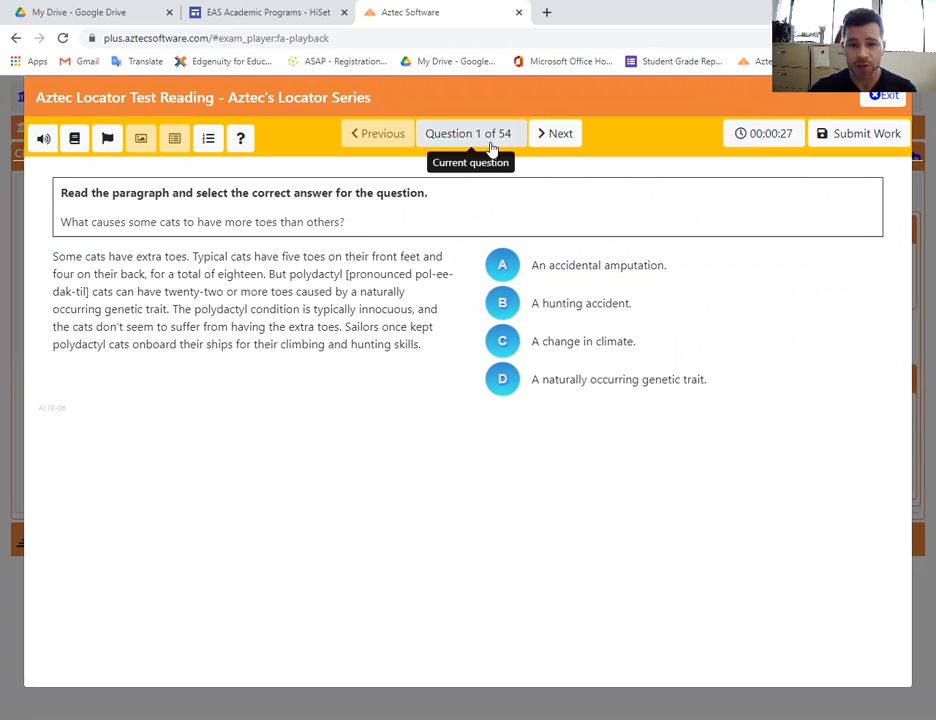 My Drive - Google Drive
EAS Academic Programs - HiSet
Aztec Software
plus.aztecsoftware.com/#exam_player:fa-playback
Apps
Gmail
Translate
Edgenuity for Educ...
ASAP - Registration...
My Drive - Google...
Microsoft Office Ho...
Student Grade Rep...
Azte
Aztec Locator Test Reading - Aztec's Locator Series
Exit
Previous
Question 1 of 54
Next
00:00:27
Submit Work
Current question
Read the paragraph and select the correct answer for the question.
What causes some cats to have more toes than others?
Some cats have extra toes. Typical cats have five toes on their front feet and
four on their back, for a total of eighteen. But polydactyl [pronounced pol-ee-
dak-til] cats can have twenty-two or more toes caused by a naturally
occurring genetic trait. The polydactyl condition is typically innocuous, and
the cats don't seem to suffer from having the extra toes. Sailors once kept
polydactyl cats onboard their ships for their climbing and hunting skills.
A An accidental amputation.
B A hunting accident.
C A change in climate.
D A naturally occurring genetic trait.
ALTR-06